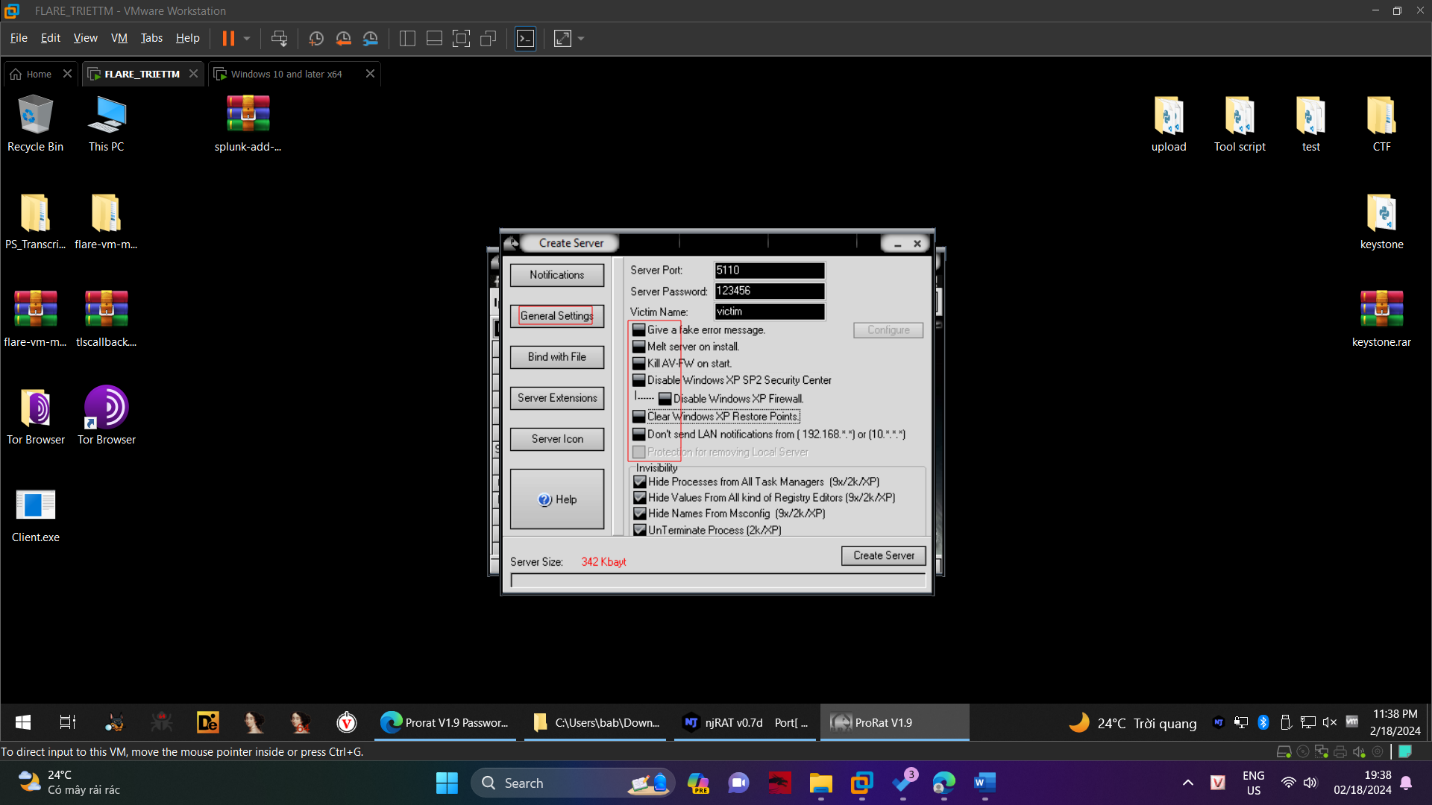 FLARE_TRIETTM - VMware Workstation
File Edit View VM Tabs Help
Home FLARE_TRIETTM Windows 10 and later x64
Recycle Bin This PC splunk-add-... upload Tool script test CTF
PS_Transcri... flare-vm-m... keystone
flare-vm-m... tlscallback.... keystone.rar
Tor Browser Tor Browser
Client.exe
Create Server
Notifications
General Settings
Bind with File
Server Extensions
Server Icon
Help
Server Port: 5110
Server Password: 123456
Victim Name: victim
Give a fake error message. Configure
Melt server on install.
Kill AV-FW on start.
Disable Windows XP SP2 Security Center
Disable Windows XP Firewall.
Clear Windows XP Restore Points.
Don't send LAN notifications from ( 192.168.*.*) or (10.*.*.*)
Protection for removing Local Server
Invisibility
Hide Processes from All Task Managers (9x/2k/XP)
Hide Values From All kind of Registry Editors (9x/2k/XP)
Hide Names From Msconfig (9x/2k/XP)
UnTerminate Process (2k/XP)
Server Size: 342 Kbayt
Create Server
Prorat V1.9 Passwor... C:\Users\bab\Down... njRAT v0.7d Port[ ... ProRat V1.9
24°C Trời quang
11:38 PM
2/18/2024
To direct input to this VM, move the mouse pointer inside or press Ctrl+G.
24°C
Có mây rải rác
Search
PRE
3
ENG
US
19:38
02/18/2024